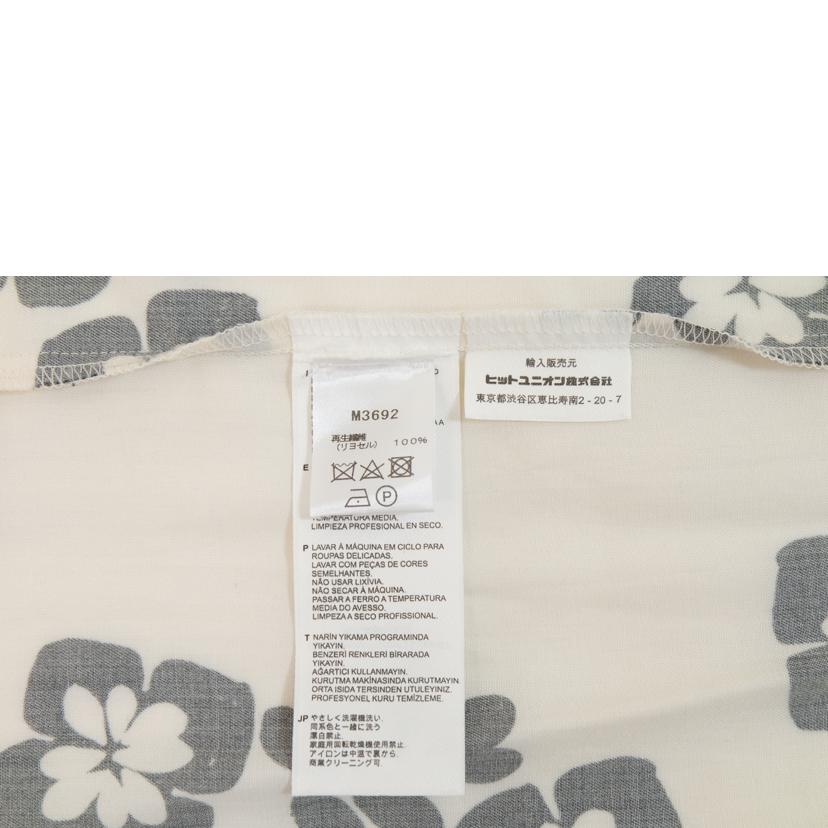 輸入販売元
ヒットユニオン株式会社
東京都渋谷区恵比寿南2-20-7
M3692
再生繊維
(リヨセル) 100%
P
E
TEMPERATURA MEDIA.
LIMPIEZA PROFESIONAL EN SECO.
P LAVAR À MÁQUINA EM CICLO PARA
ROUPAS DELICADAS.
LAVAR COM PEÇAS DE CORES
SEMELHANTES.
NÃO USAR LIXÍVIA.
NÃO SECAR À MÁQUINA.
PASSAR A FERRO A TEMPERATURA
MEDIA DO AVESSO.
LIMPEZA A SECO PROFISSIONAL.
T NARİN YIKAMA PROGRAMINDA
YIKAYIN.
BENZERİ RENKLERİ BİRARADA
YIKAYIN.
AĞARTICI KULLANMAYIN.
KURUTMA MAKİNASINDA KURUTMAYIN.
ORTA ISIDA TERSINDEN UTULEYINIZ.
PROFESYONEL KURU TEMİZLEME.
JP やさしく洗濯機洗い.
同系色と一緒に洗う
漂白禁止.
家庭用回転乾燥機使用禁止.
アイロンは中温で裏から.
商業クリーニング可.